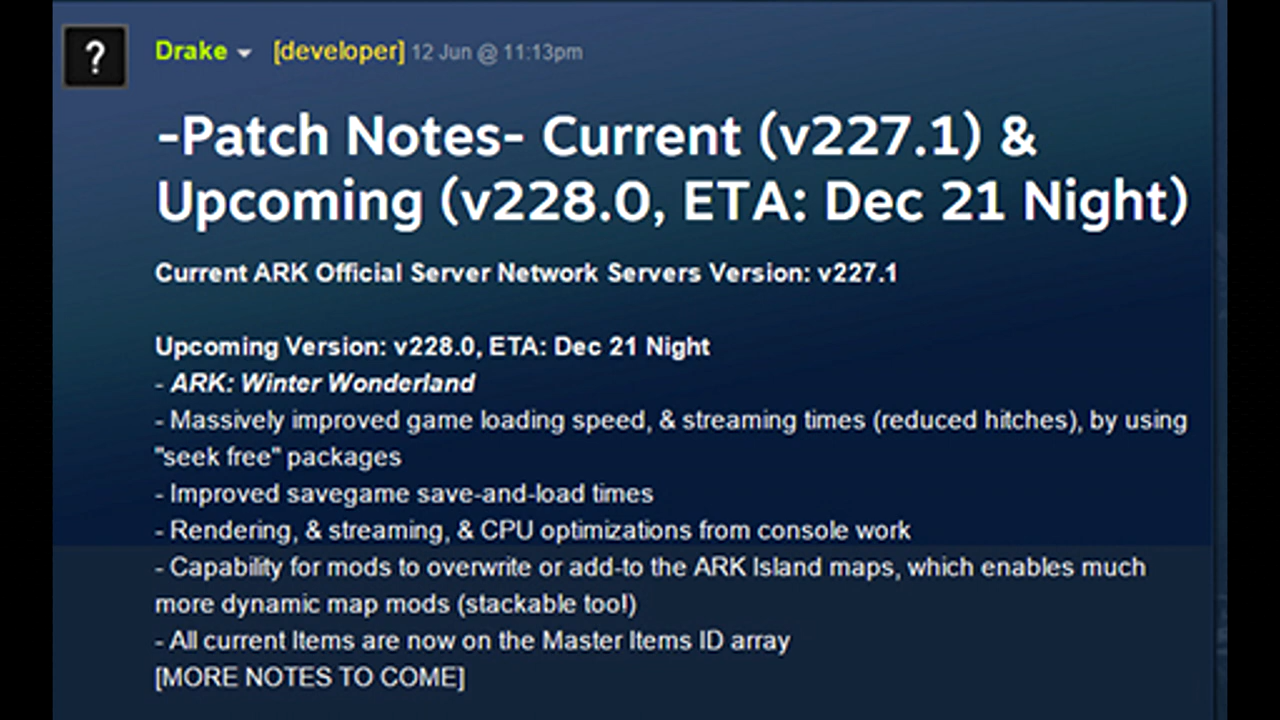 ?
Drake [developer] 12 Jun @ 11:13pm
-Patch Notes- Current (v227.1) &
Upcoming (v228.0, ETA: Dec 21 Night)
Current ARK Official Server Network Servers Version: v227.1
Upcoming Version: v228.0, ETA: Dec 21 Night
- ARK: Winter Wonderland
- Massively improved game loading speed, & streaming times (reduced hitches), by using
"seek free" packages
- Improved savegame save-and-load times
- Rendering, & streaming, & CPU optimizations from console work
- Capability for mods to overwrite or add-to the ARK Island maps, which enables much
more dynamic map mods (stackable too!)
- All current Items are now on the Master Items ID array
[MORE NOTES TO COME]